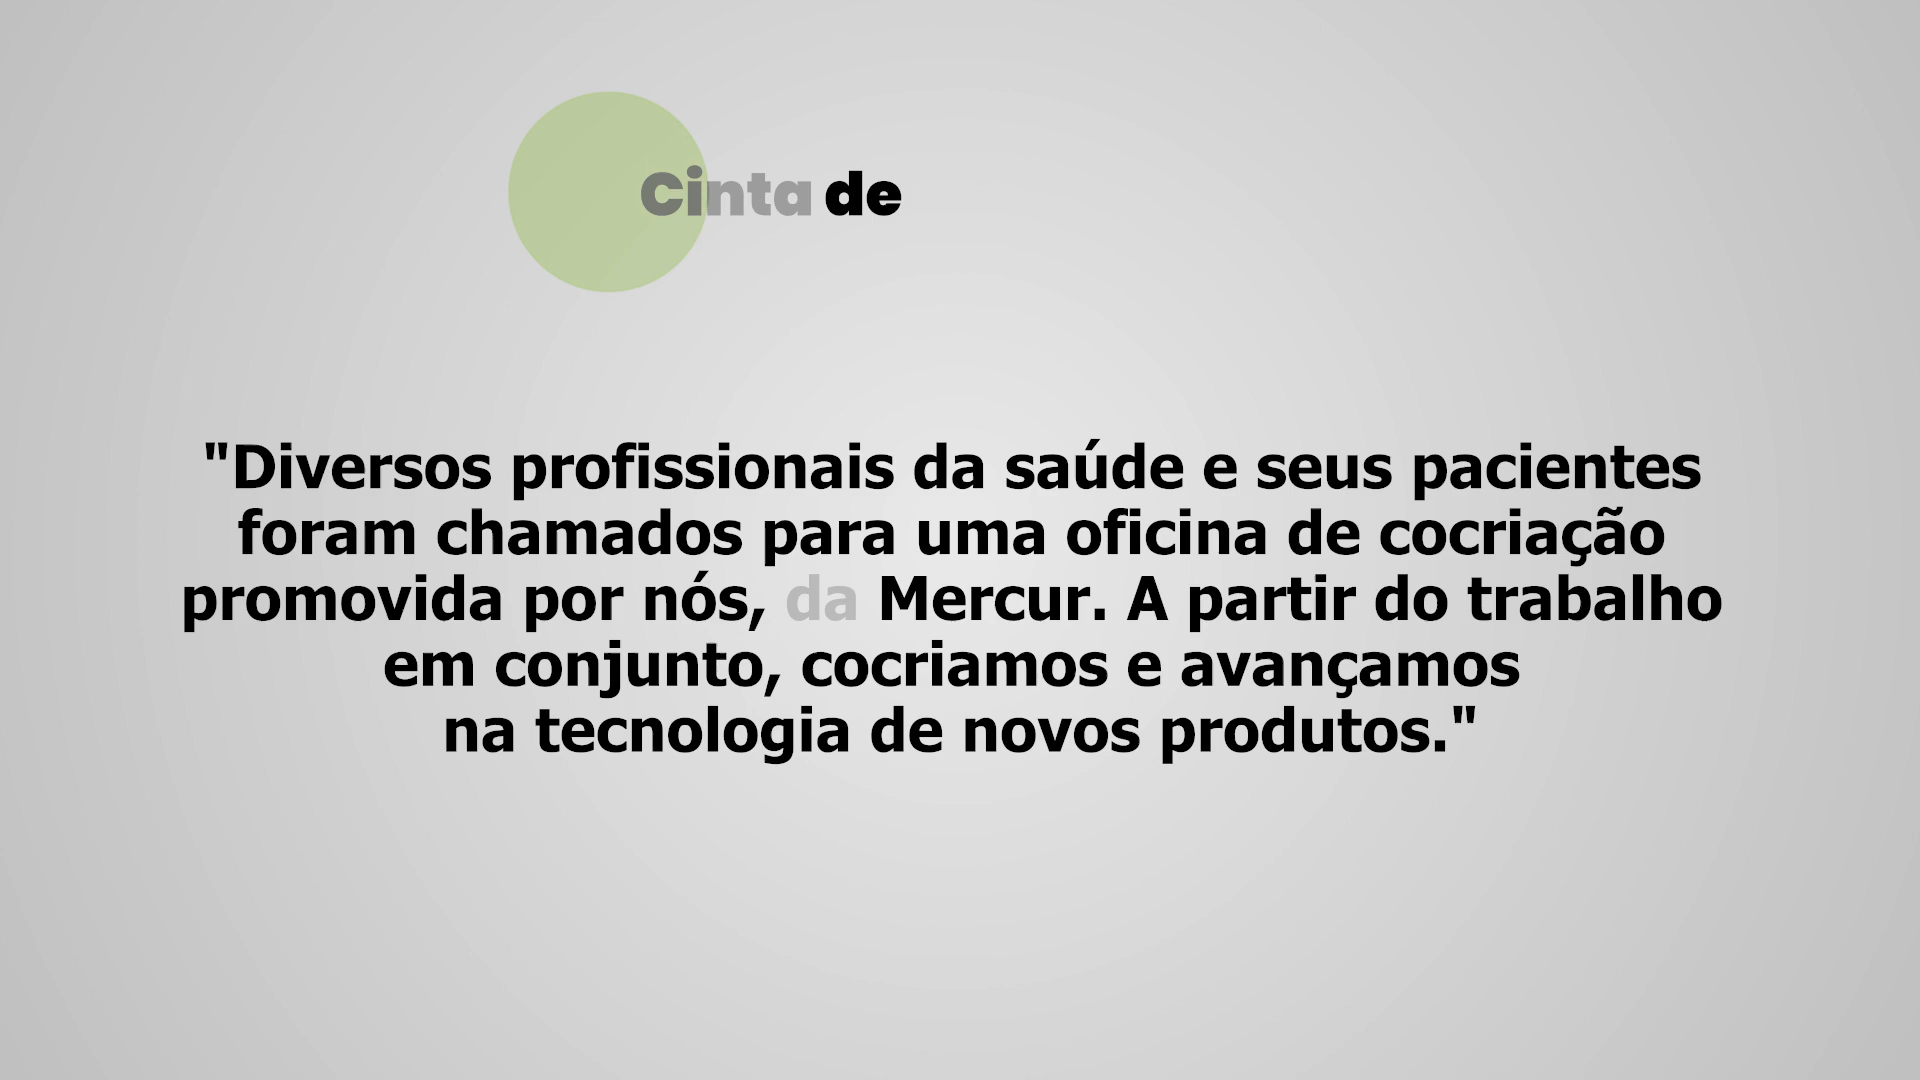 Cinta de
"Diversos profissionais da saúde e seus pacientes
foram chamados para uma oficina de cocriação
promovida por nós, da Mercur. A partir do trabalho
em conjunto, cocriamos e avançamos
na tecnologia de novos produtos."